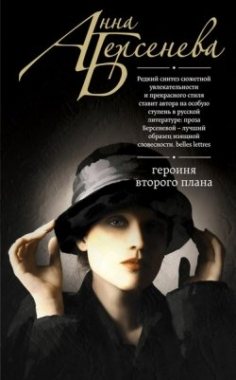 Анна
Берсенева
Редкий синтез сюжетной
увлекательности
и прекрасного стиля
ставит автора на особую
ступень в русской
литературе: проза
Берсеневой – лучший
образец изящной
словесности. belles lettres
героиня
второго плана